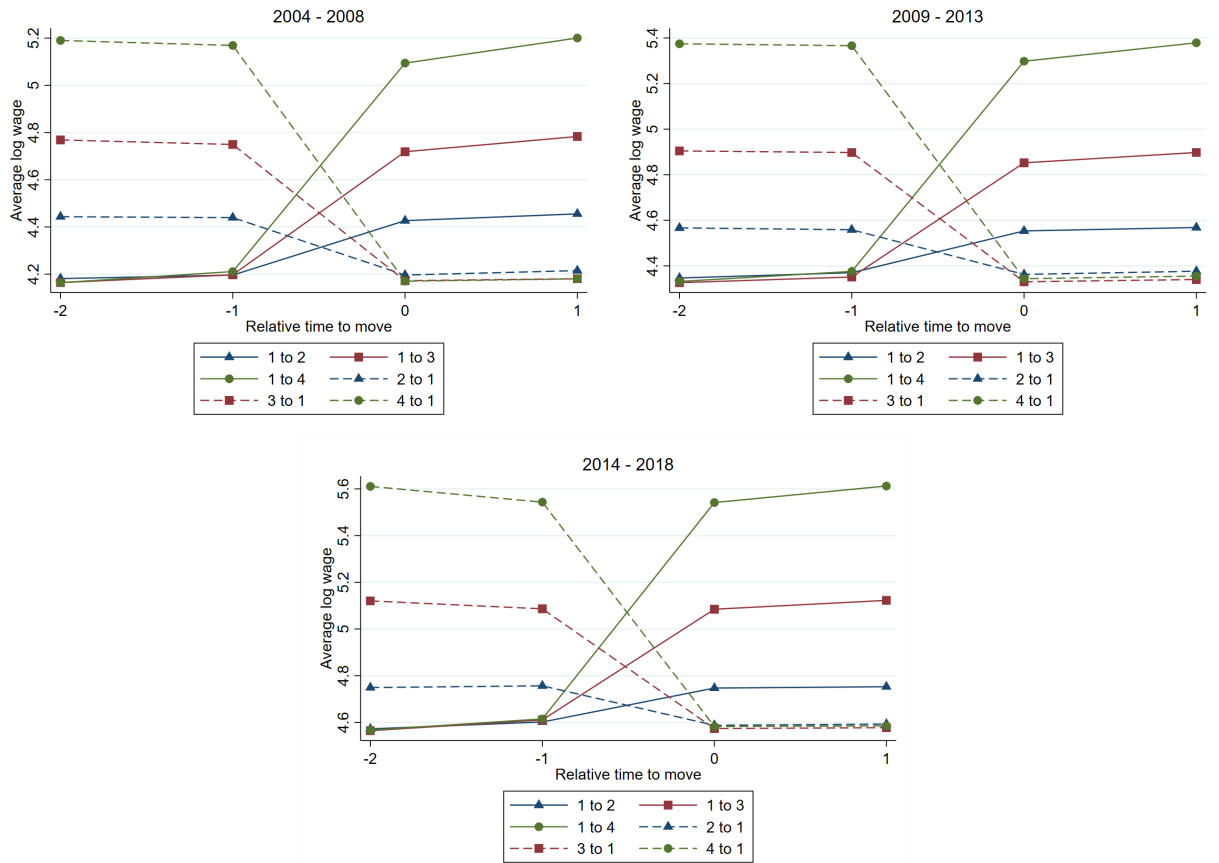 2004 - 2008
Average log wage
5.2
5
4.8
4.6
4.4
4.2
-2 -1 0 1
Relative time to move
1 to 2 1 to 3
1 to 4 2 to 1
3 to 1 4 to 1
2009 - 2013
Average log wage
5.4
5.2
5
4.8
4.6
4.4
-2 -1 0 1
Relative time to move
1 to 2 1 to 3
1 to 4 2 to 1
3 to 1 4 to 1
2014 - 2018
Average log wage
5.6
5.4
5.2
5
4.8
4.6
-2 -1 0 1
Relative time to move
1 to 2 1 to 3
1 to 4 2 to 1
3 to 1 4 to 1